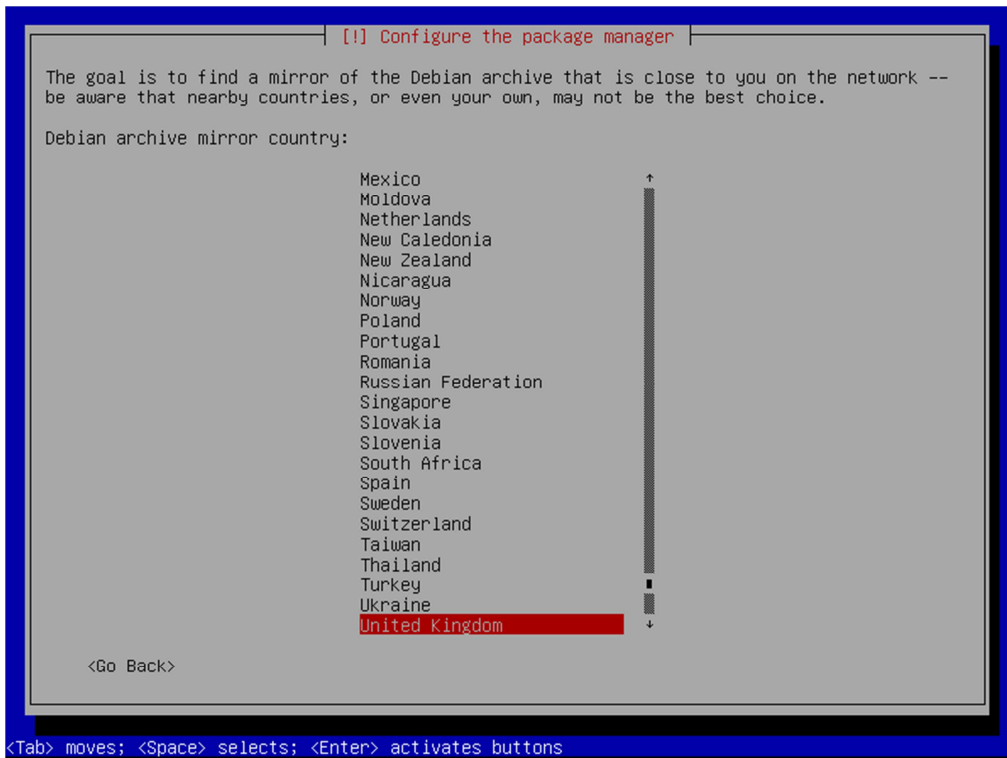 [!] Configure the package manager
The goal is to find a mirror of the Debian archive that is close to you on the network --
be aware that nearby countries, or even your own, may not be the best choice.
Debian archive mirror country:
Mexico
Moldova
Netherlands
New Caledonia
New Zealand
Nicaragua
Norway
Poland
Portugal
Romania
Russian Federation
Singapore
Slovakia
Slovenia
South Africa
Spain
Sweden
Switzerland
Taiwan
Thailand
Turkey
Ukraine
United Kingdom
<Go Back>
<Tab> moves; <Space> selects; <Enter> activates buttons